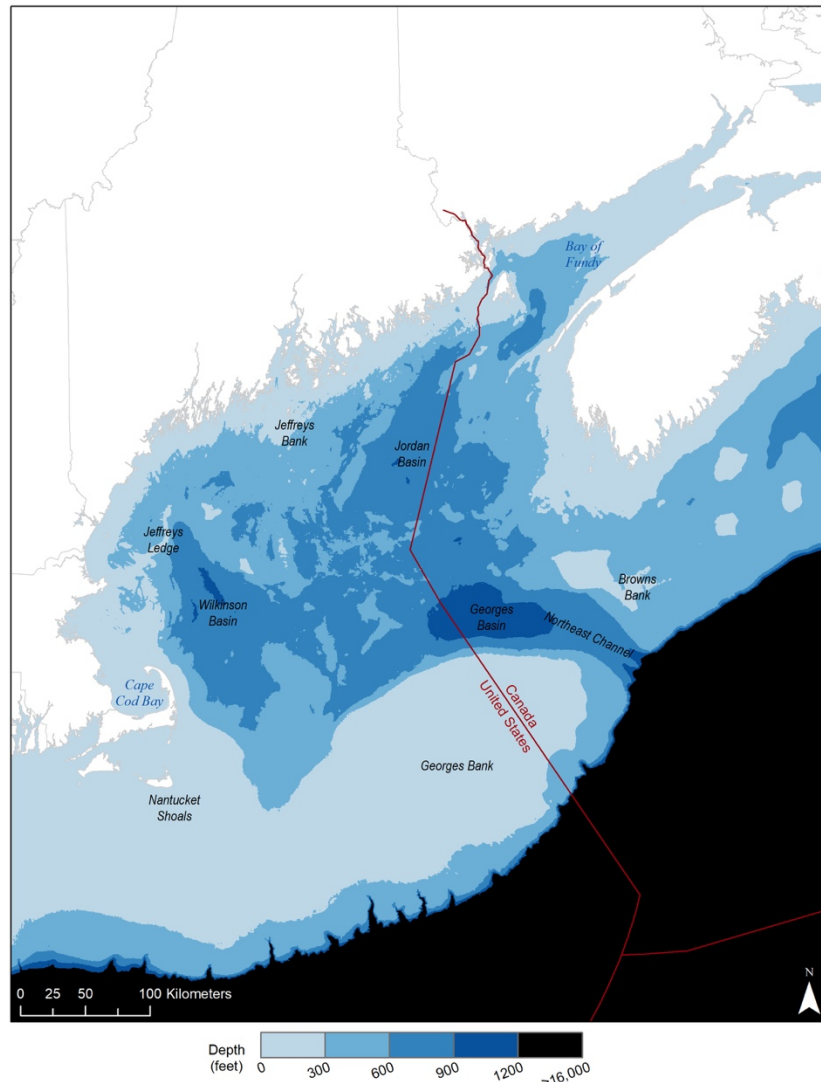 Bay of
Fundy
Jeffreys
Bank
Jordan
Basin
Jeffreys
Ledge
Wilkinson
Basin
Browns
Bank
Georges
Basin
Northeast Channel
Cape
Cod Bay
Canada
United States
Georges Bank
Nantucket
Shoals
0 25 50 100 Kilometers
N
Depth
(feet)
0 300 600 900 1200 >16,000